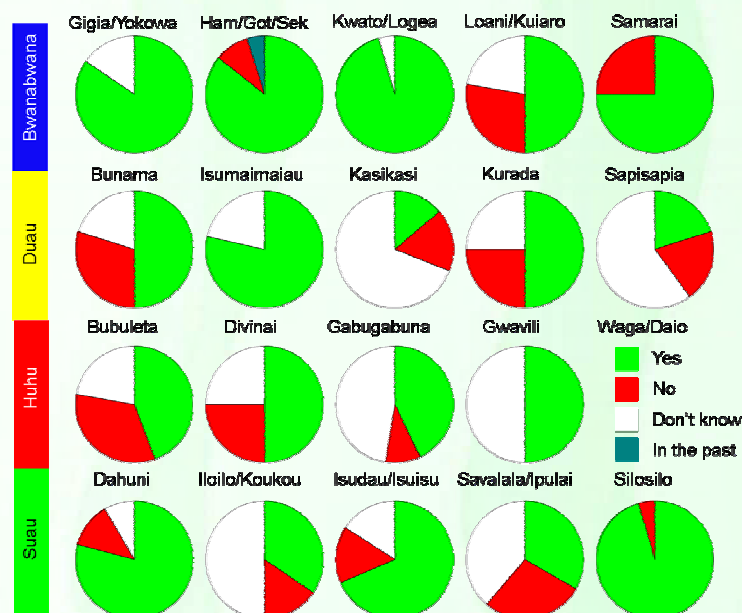 Bwanabwana
Gigia/Yokowa Ham/Got/Sek Kwato/Logea Loani/Kuiaro Samarai
Duau
Bunama Isumaimaiau Kasikasi Kurada Sapisapia
Huhu
Bubuleta Divinai Gabugabuna Gwavili Waga/Daio
Yes
No
Don't know
In the past
Suau
Dahuni Iloilo/Koukou Isudau/Isuisu Savalala/Ipulai Silosilo